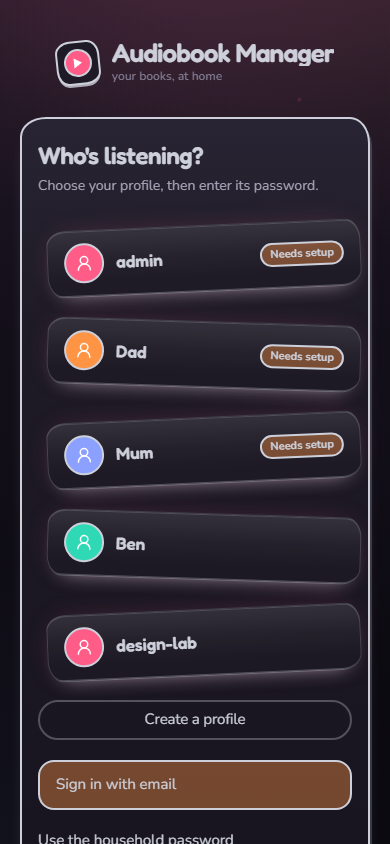 Audiobook Manager
your books, at home
Who's listening?
Choose your profile, then enter its password.
admin
Needs setup
Dad
Needs setup
Mum
Needs setup
Ben
design-lab
Create a profile
Sign in with email
Use the household password